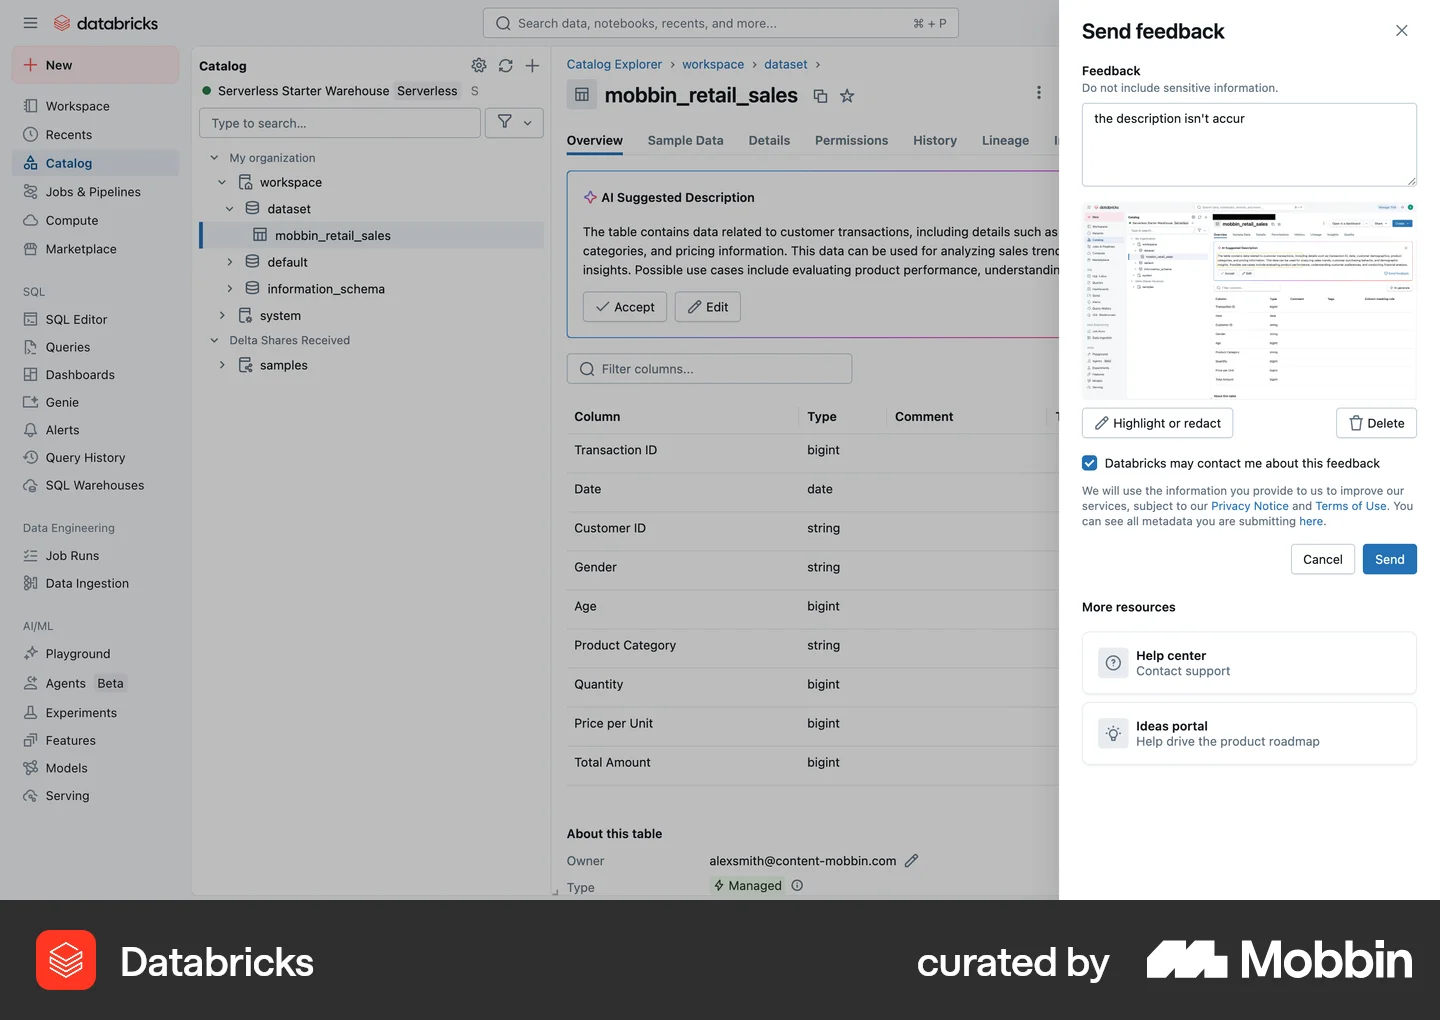 databricks
Search data, notebooks, recents, and more...
⌘ + P
New
Workspace
Recents
Catalog
Jobs & Pipelines
Compute
Marketplace
SQL
SQL Editor
Queries
Dashboards
Genie
Alerts
Query History
SQL Warehouses
Data Engineering
Job Runs
Data Ingestion
AI/ML
Playground
Agents Beta
Experiments
Features
Models
Serving
Catalog
Serverless Starter Warehouse Serverless S
Type to search...
My organization
workspace
dataset
mobbin_retail_sales
default
information_schema
system
Delta Shares Received
samples
Catalog Explorer › workspace › dataset ›
mobbin_retail_sales
Overview Sample Data Details Permissions History Lineage
AI Suggested Description
The table contains data related to customer transactions, including details such as
categories, and pricing information. This data can be used for analyzing sales tren
insights. Possible use cases include evaluating product performance, understandin
Accept Edit
Filter columns...
Column Type Comment
Transaction ID bigint
Date date
Customer ID string
Gender string
Age bigint
Product Category string
Quantity bigint
Price per Unit bigint
Total Amount bigint
About this table
Owner alexsmith@content-mobbin.com
Type Managed
Send feedback
Feedback
Do not include sensitive information.
the description isn't accur
Highlight or redact Delete
Databricks may contact me about this feedback
We will use the information you provide to us to improve our
services, subject to our Privacy Notice and Terms of Use. You
can see all metadata you are submitting here.
Cancel Send
More resources
Help center
Contact support
Ideas portal
Help drive the product roadmap
Databricks
curated by Mobbin